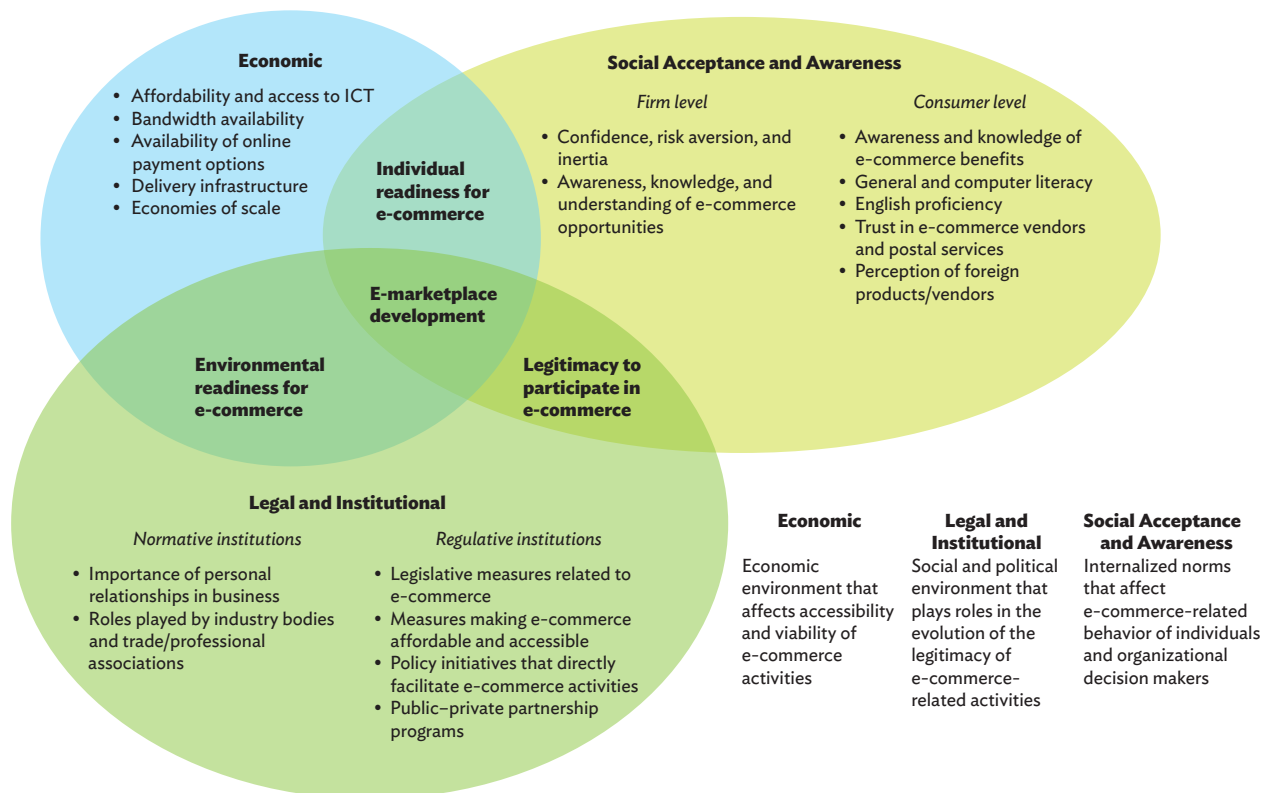 Economic
• Affordability and access to ICT
• Bandwidth availability
• Availability of online
payment options
• Delivery infrastructure
• Economies of scale
Social Acceptance and Awareness
Firm level
• Confidence, risk aversion, and
inertia
• Awareness, knowledge, and
understanding of e-commerce
opportunities
Consumer level
• Awareness and knowledge of
e-commerce benefits
• General and computer literacy
• English proficiency
• Trust in e-commerce vendors
and postal services
• Perception of foreign
products/vendors
Individual
readiness for
e-commerce
E-marketplace
development
Environmental
readiness for
e-commerce
Legitimacy to
participate in
e-commerce
Legal and Institutional
Normative institutions
• Importance of personal
relationships in business
• Roles played by industry bodies
and trade/professional
associations
Regulative institutions
• Legislative measures related to
e-commerce
• Measures making e-commerce
affordable and accessible
• Policy initiatives that directly
facilitate e-commerce activities
• Public–private partnership
programs
Economic
Economic
environment that
affects accessibility
and viability of
e-commerce
activities
Legal and
Institutional
Social and political
environment that
plays roles in the
evolution of the
legitimacy of
e-commerce-
related activities
Social Acceptance
and Awareness
Internalized norms
that affect
e-commerce-related
behavior of individuals
and organizational
decision makers